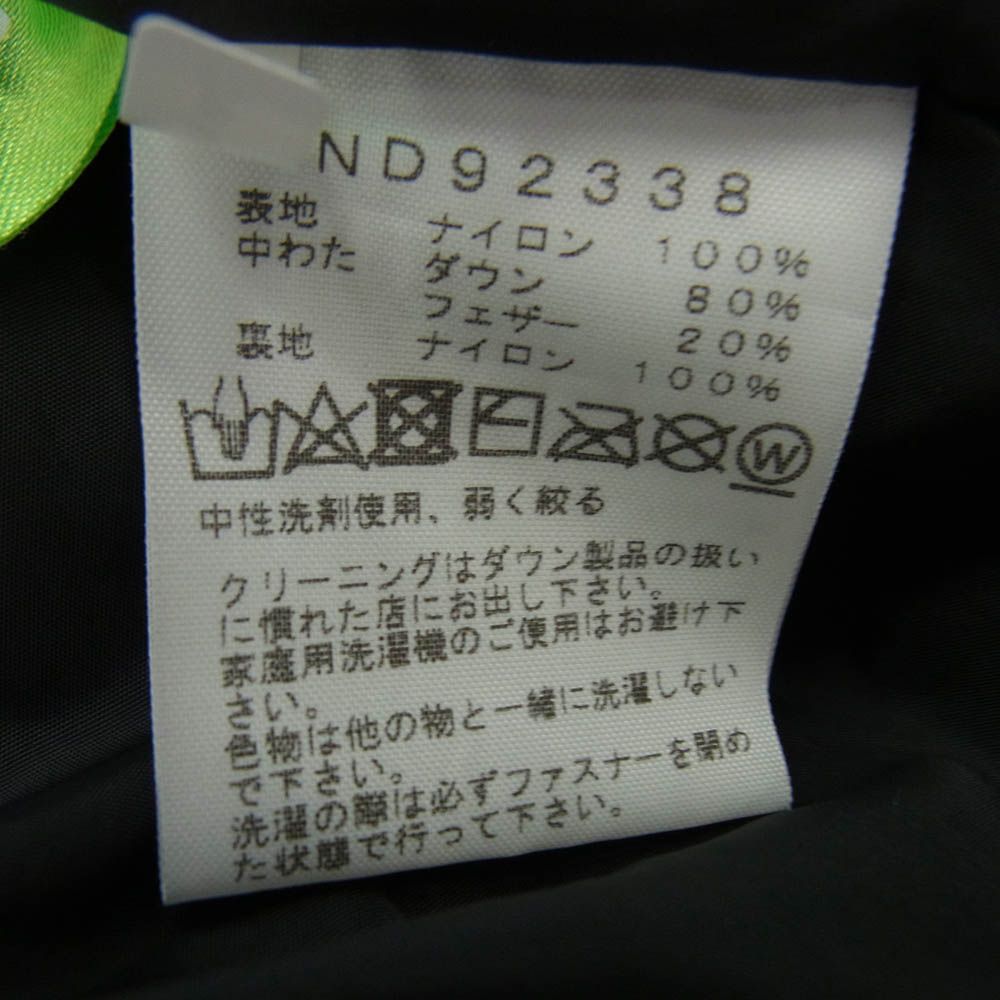 ND92338
表地 ナイロン 100%
中わた ダウン 80%
フェザー 20%
裏地 ナイロン 100%
W
中性洗剤使用、弱く絞る
クリーニングはダウン製品の扱い
に慣れた店にお出し下さい。
家庭用洗濯機のご使用はお避け下
さい。
色物は他の物と一緒に洗濯しない
で下さい。
洗濯の際は必ずファスナーを閉め
た状態で行って下さい。